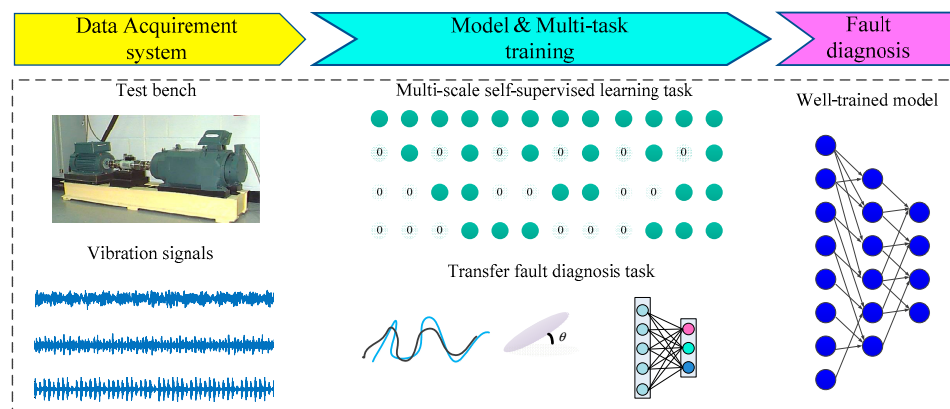 Data Acquirement
system
Model & Multi-task
training
Fault
diagnosis
Test bench
Multi-scale self-supervised learning task
Well-trained model
0 0 0 0 0 0
0 0 0 0 0 0
0 0 0 0 0 0
Vibration signals
Transfer fault diagnosis task
θ